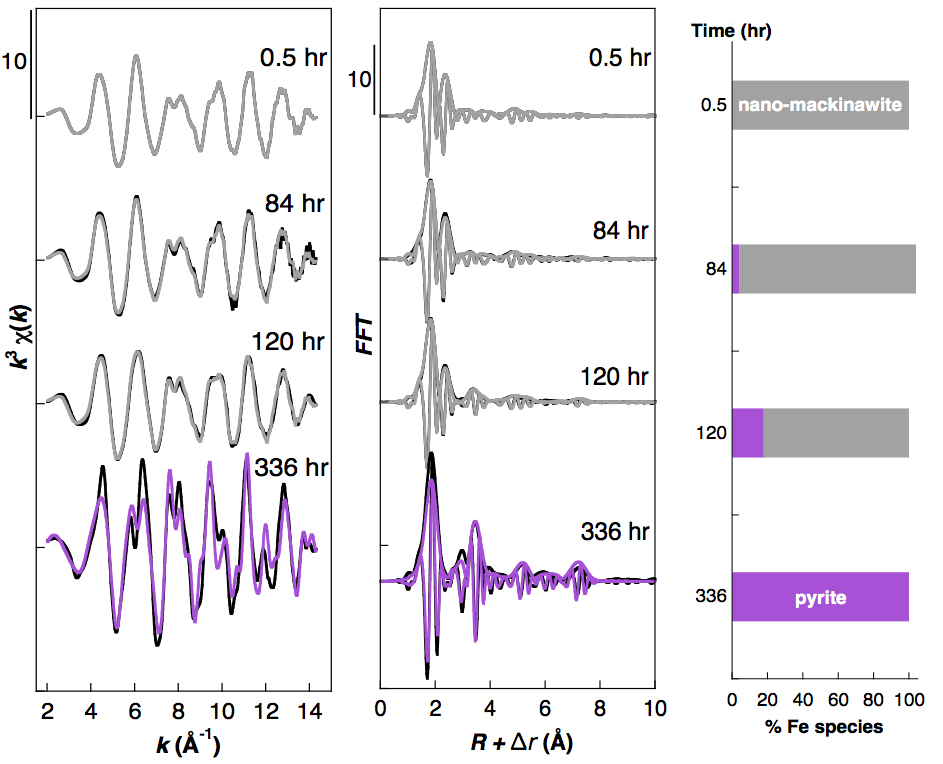 10
0.5 hr
84 hr
120 hr
336 hr
k³ χ(k)
2 4 6 8 10 12 14
k (Å⁻¹)
10
0.5 hr
84 hr
120 hr
336 hr
FFT
0 2 4 6 8 10
R + Δr (Å)
Time (hr)
0.5 nano-mackinawite
84
120
336 pyrite
0 20 40 60 80 100
% Fe species